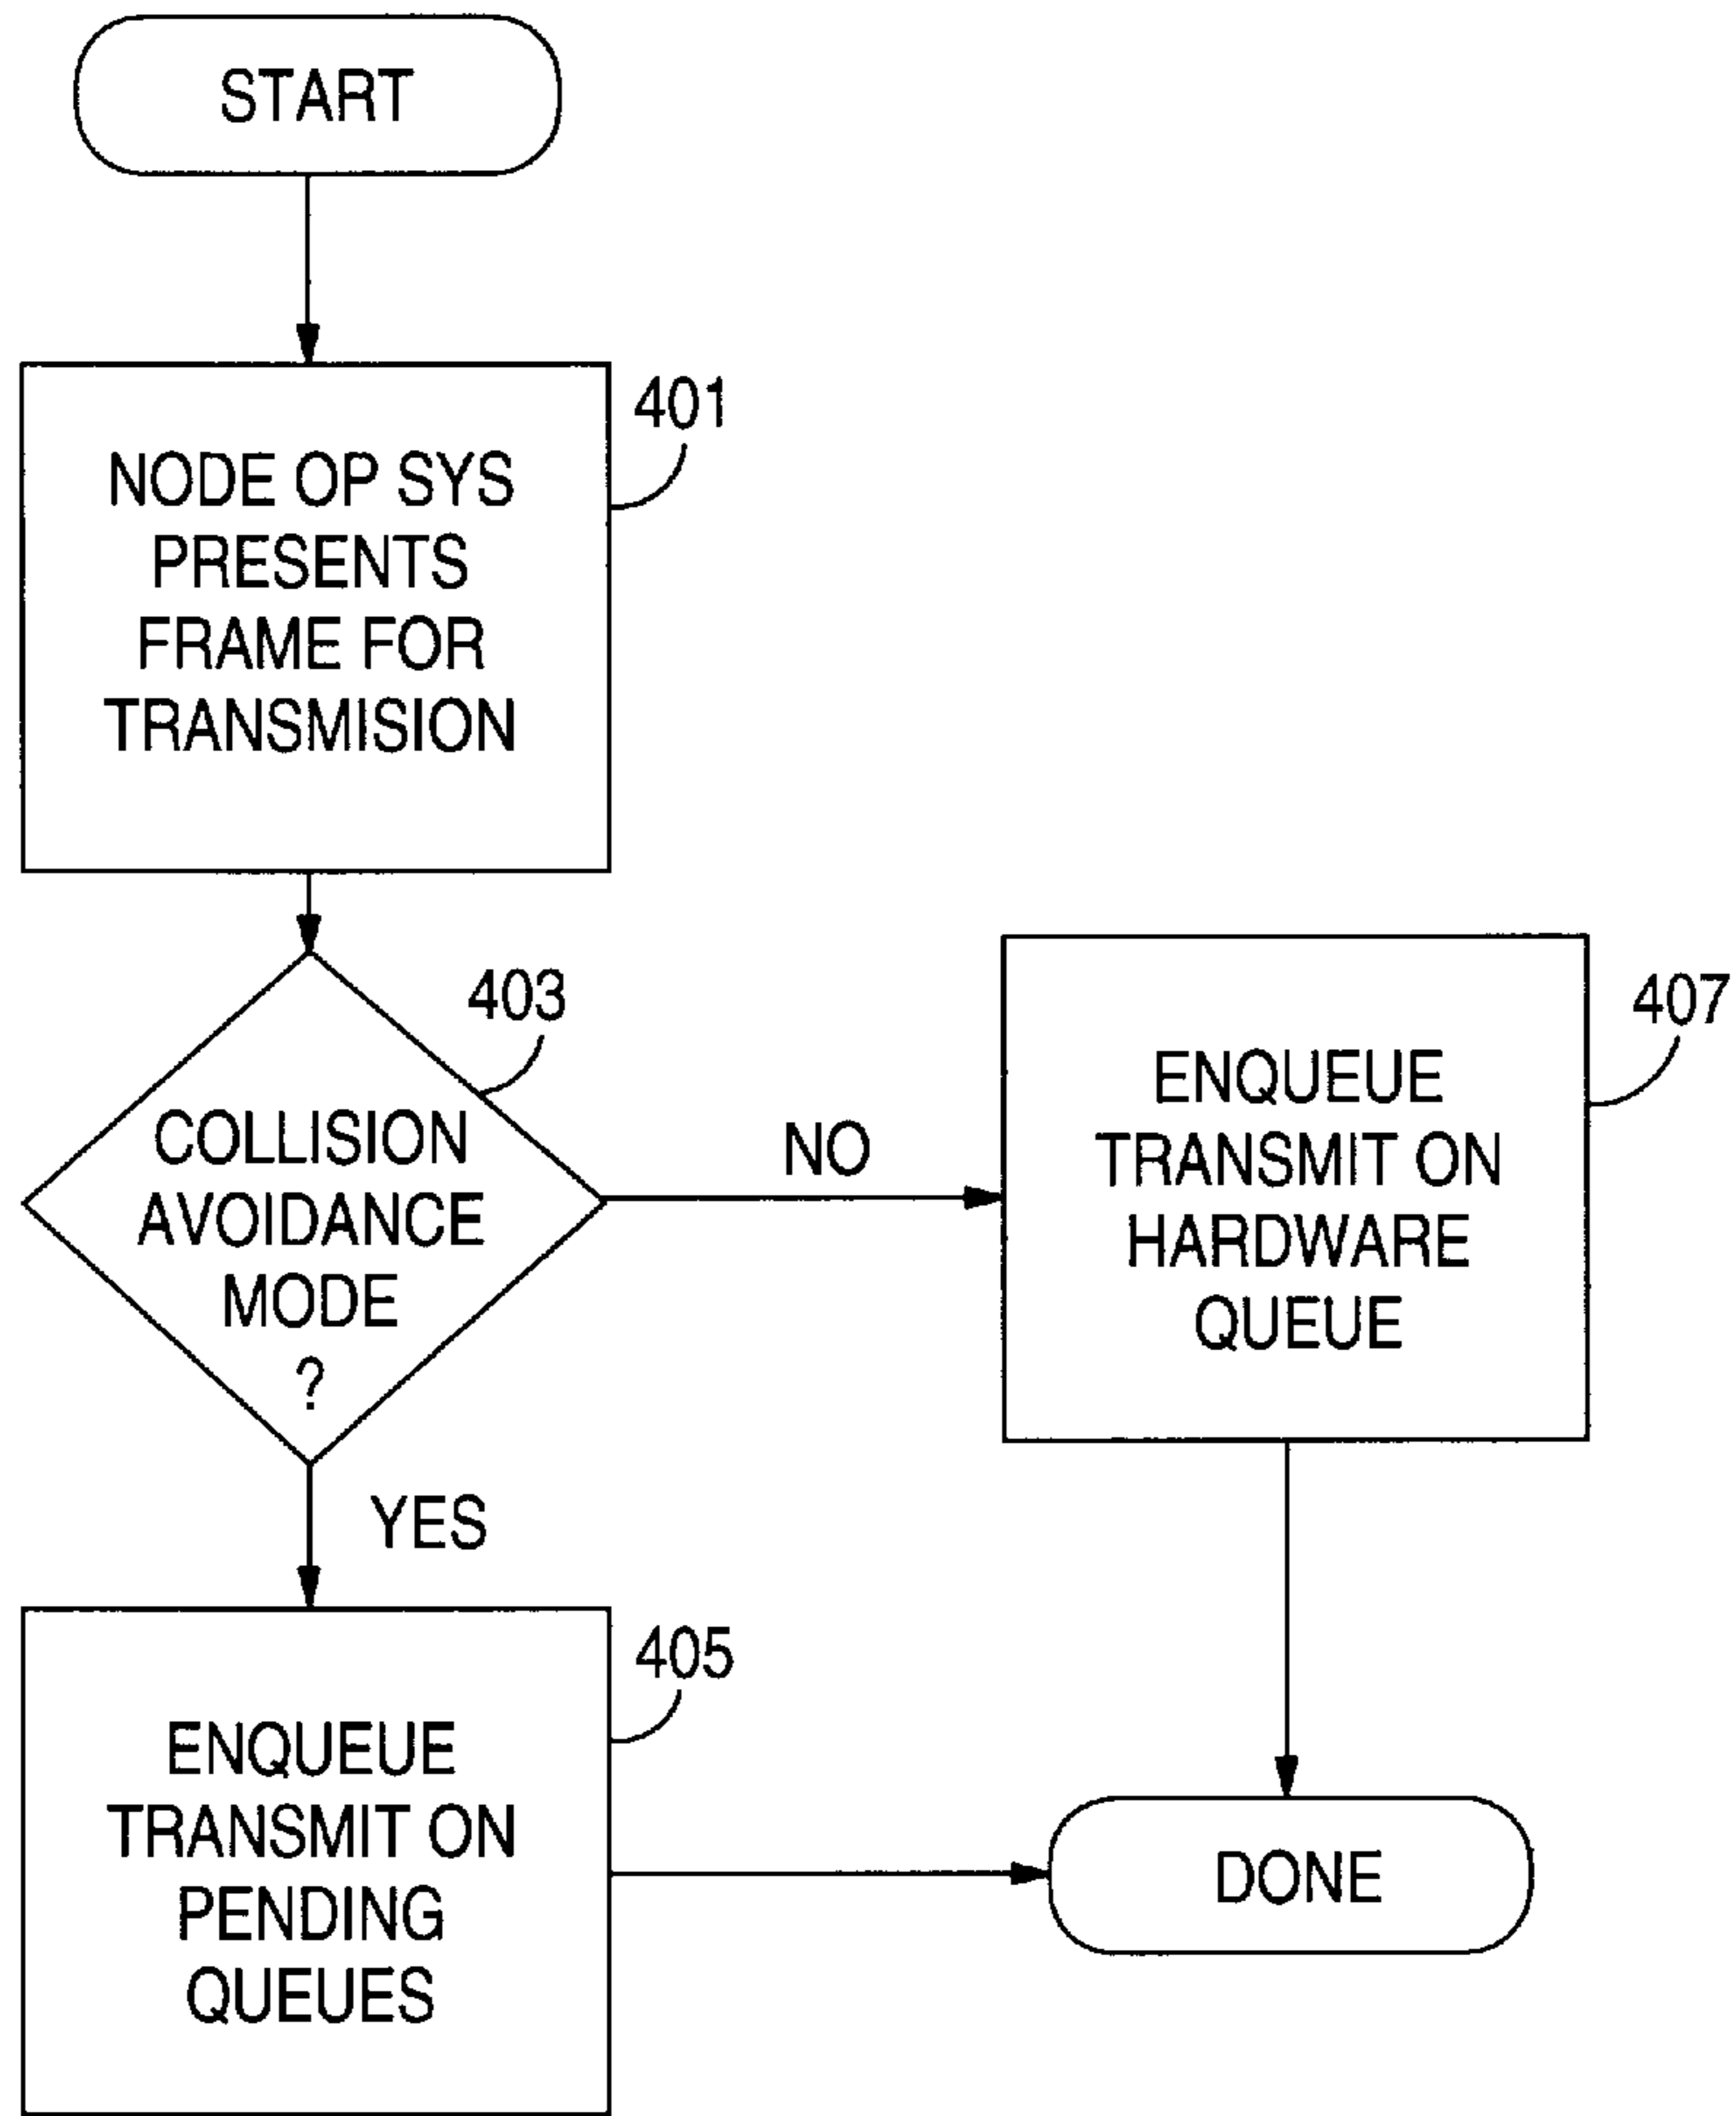 START
401
NODE OP SYS
PRESENTS
FRAME FOR
TRANSMISION
403
COLLISION
AVOIDANCE
MODE
?
NO
407
ENQUEUE
TRANSMIT ON
HARDWARE
QUEUE
YES
405
ENQUEUE
TRANSMIT ON
PENDING
QUEUES
DONE